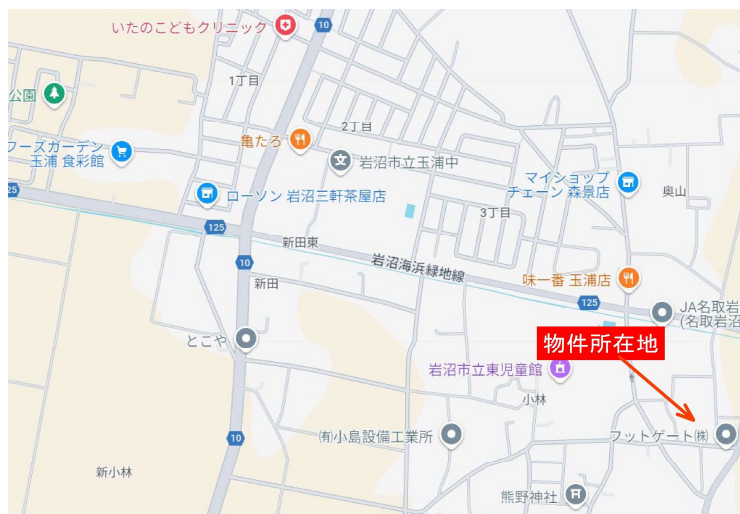 いたのこどもクリニック
10
1丁目
公園
2丁目
亀たろ
フーズガーデン
玉浦 食彩館
岩沼市立玉浦中
マイショップ
チェーン 森景店
奥山
25
ローソン 岩沼三軒茶屋店
3丁目
125
新田東
岩沼海浜緑地線
10
新田
味一番 玉浦店
125
JA名取岩
(名取岩沼
とこや
物件所在地
岩沼市立東児童館
小林
10
(有)小島設備工業所
フットゲート㈱
新小林
熊野神社